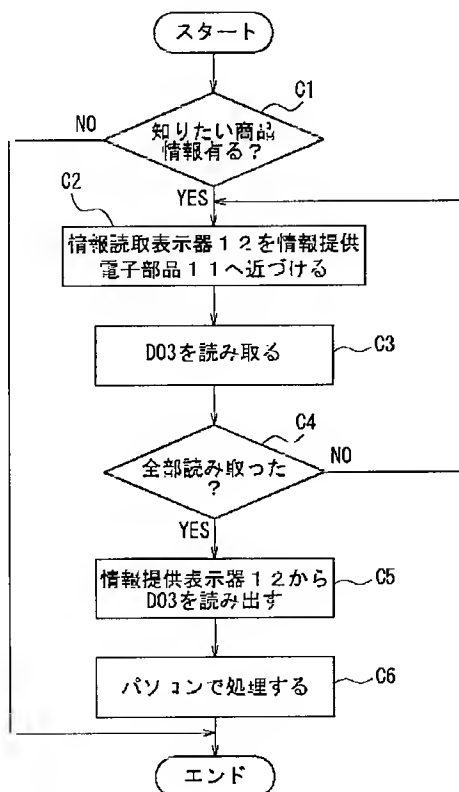 スタート
C1
NO
知りたい商品
情報有る?
C2
YES
情報読取表示器12を情報提供
電子部品11へ近づける
D03を読み取る
C3
C4
全部読み取った
?
NO
YES
情報提供表示器12から
D03を読み出す
C5
パソコンで処理する
C6
エンド